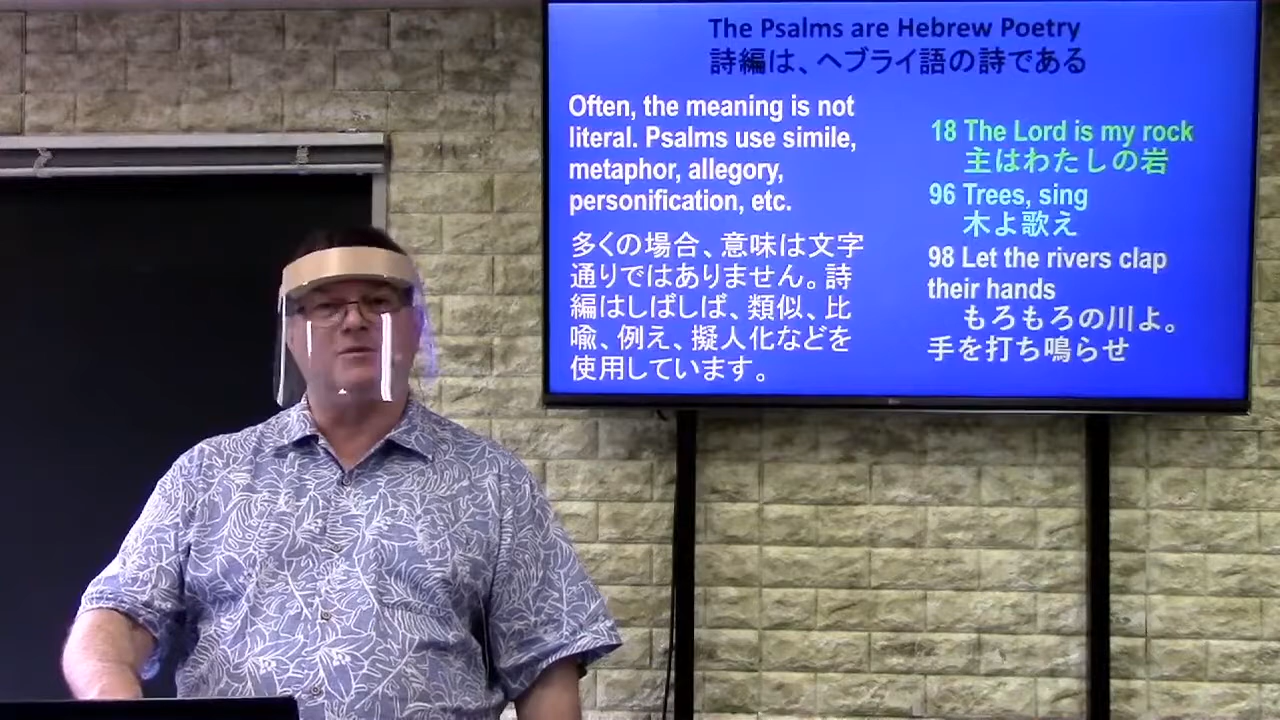 The Psalms are Hebrew Poetry
詩編は、ヘブライ語の詩である
Often, the meaning is not
literal. Psalms use simile,
metaphor, allegory,
personification, etc.
多くの場合、意味は文字
通りではありません。詩
編はしばしば、類似、比
喩、例え、擬人化などを
使用しています。
18 The Lord is my rock
主はわたしの岩
96 Trees, sing
木よ歌え
98 Let the rivers clap
their hands
もろもろの川よ。
手を打ち鳴らせ